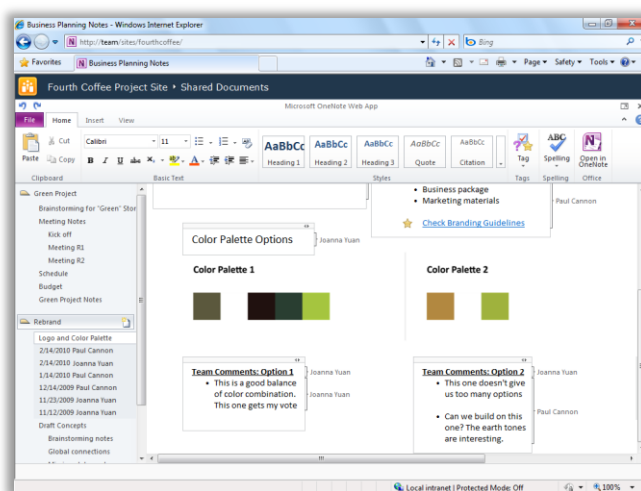 Business Planning Notes - Windows Internet Explorer
http://team/sites/fourthcoffee/
Bing
Favorites
Business Planning Notes
Page
Safety
Tools
Fourth Coffee Project Site
Shared Documents
Microsoft OneNote Web App
File
Home
Insert
View
Paste
Cut
Copy
Clipboard
Calibri
11
B I U abc
Basic Text
AaBbCc
Heading 1
AaBbCc
Heading 2
AaBbCc
Heading 3
AaBbCc
Quote
AaBbCc
Citation
Styles
Tag
Tags
ABC
Spelling
Spelling
Open in
OneNote
Office
Green Project
Brainstorming for "Green" Stor
Meeting Notes
Kick off
Meeting R1
Meeting R2
Schedule
Budget
Green Project Notes
Rebrand
Logo and Color Palette
2/14/2010 Paul Cannon
2/14/2010 Joanna Yuan
1/14/2010 Paul Cannon
12/14/2009 Paul Cannon
11/23/2009 Joanna Yuan
11/12/2009 Joanna Yuan
Draft Concepts
Brainstorming notes
Global connections
• Business package
• Marketing materials
Paul Cannon
Check Branding Guidelines
Color Palette Options
Joanna Yuan
Color Palette 1
Color Palette 2
Team Comments: Option 1
Joanna Yuan
• This is a good balance
of color combination.
This one gets my vote
Joanna Yuan
Team Comments: Option 2
Joanna Yuan
• This one doesn't give
us too many options
• Can we build on this
one? The earth tones
are interesting.
Paul Cannon
Local intranet | Protected Mode: Off
100%